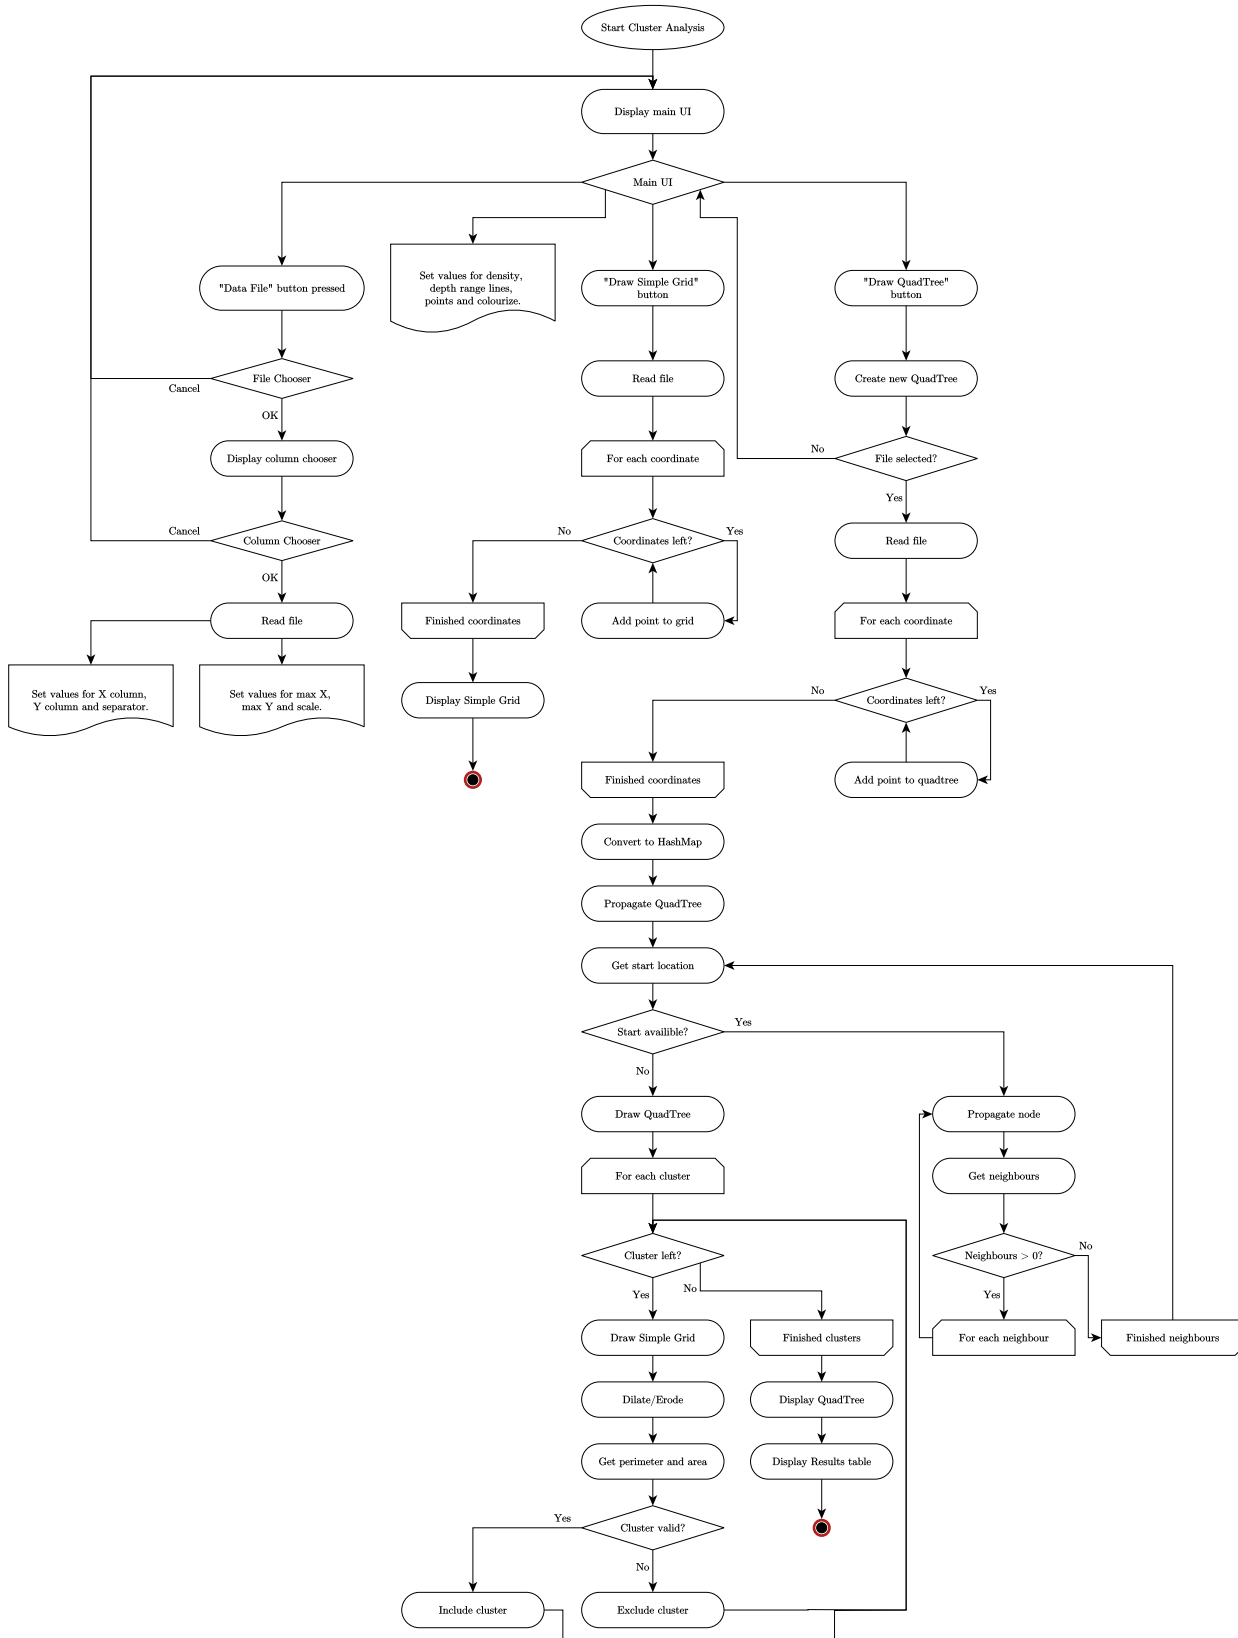 Start Cluster Analysis
Display main UI
Main UI
"Data File" button pressed
Set values for density,
depth range lines,
points and colourize.
"Draw Simple Grid"
button
"Draw QuadTree"
button
File Chooser
Cancel
OK
Read file
Create new QuadTree
Display column chooser
For each coordinate
No
File selected?
Yes
Cancel
Column Chooser
OK
No
Coordinates left?
Yes
Read file
Read file
Finished coordinates
Add point to grid
For each coordinate
Set values for X column,
Y column and separator.
Set values for max X,
max Y and scale.
Display Simple Grid
No
Coordinates left?
Yes
Finished coordinates
Add point to quadtree
Convert to HashMap
Propagate QuadTree
Get start location
Start availible?
Yes
No
Draw QuadTree
Propagate node
For each cluster
Get neighbours
Cluster left?
Yes
No
Neighbours > 0?
No
Yes
Draw Simple Grid
Finished clusters
For each neighbour
Finished neighbours
Dilate/Erode
Display QuadTree
Get perimeter and area
Display Results table
Yes
Cluster valid?
No
Include cluster
Exclude cluster